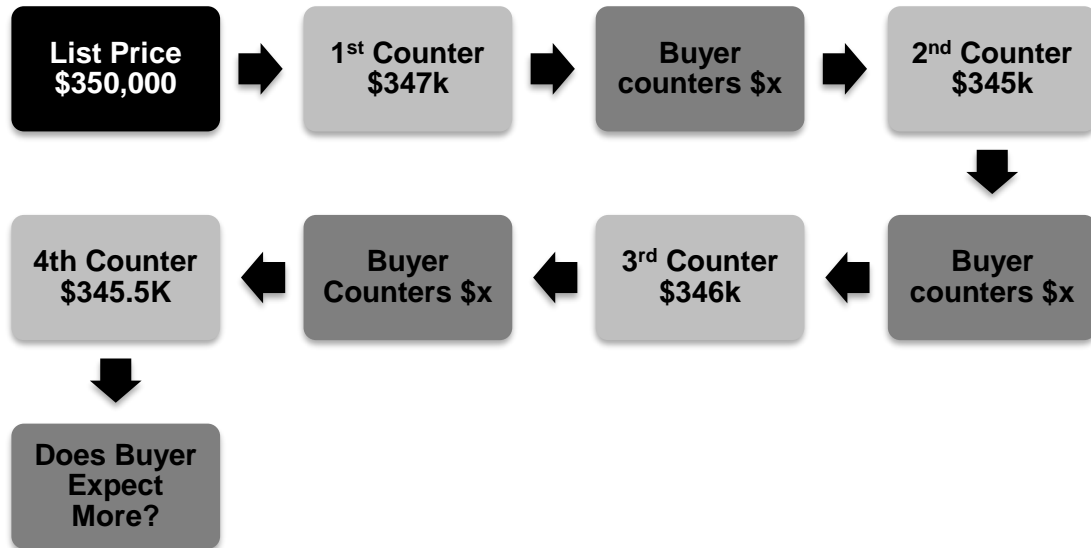 List Price
$350,000
1st Counter
$347k
Buyer
counters $x
2nd Counter
$345k
Buyer
counters $x
3rd Counter
$346k
Buyer
Counters $x
4th Counter
$345.5K
Does Buyer
Expect
More?